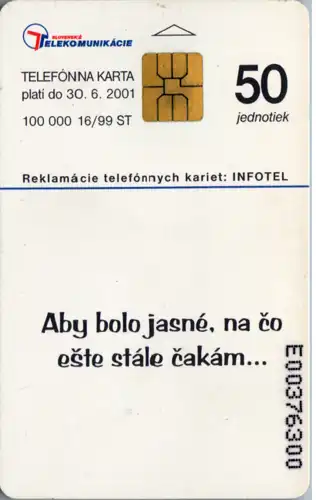 SLOVENSKÉ
TELEKOMUNIKÁCIE
TELEFÓNNA KARTA
platí do 30. 6. 2001
100 000 16/99 ST
50
jednotiek
Reklamácie telefónnych kariet: INFOTEL
Aby bolo jasné, na čo
ešte stále čakám...
E00376300